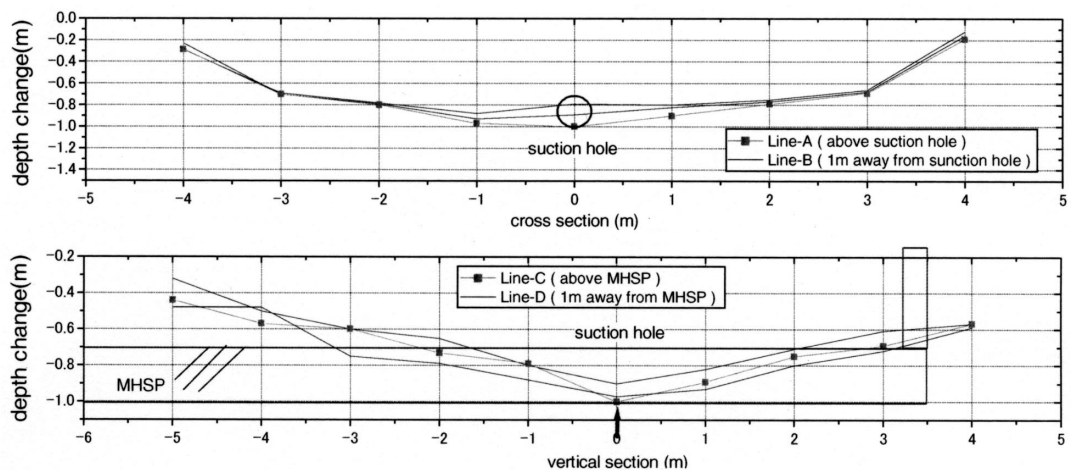 depth change(m)
0.0
-0.2
-0.4
-0.6
-0.8
-1.0
-1.2
-1.4
suction hole
Line-A ( above suction hole )
Line-B ( 1m away from sunction hole )
-5 -4 -3 -2 -1 0 1 2 3 4 5
cross section (m)
depth change(m)
-0.2
-0.4
-0.6
-0.8
-1.0
Line-C ( above MHSP )
Line-D ( 1m away from MHSP )
suction hole
MHSP
-6 -5 -4 -3 -2 -1 0 1 2 3 4 5
vertical section (m)